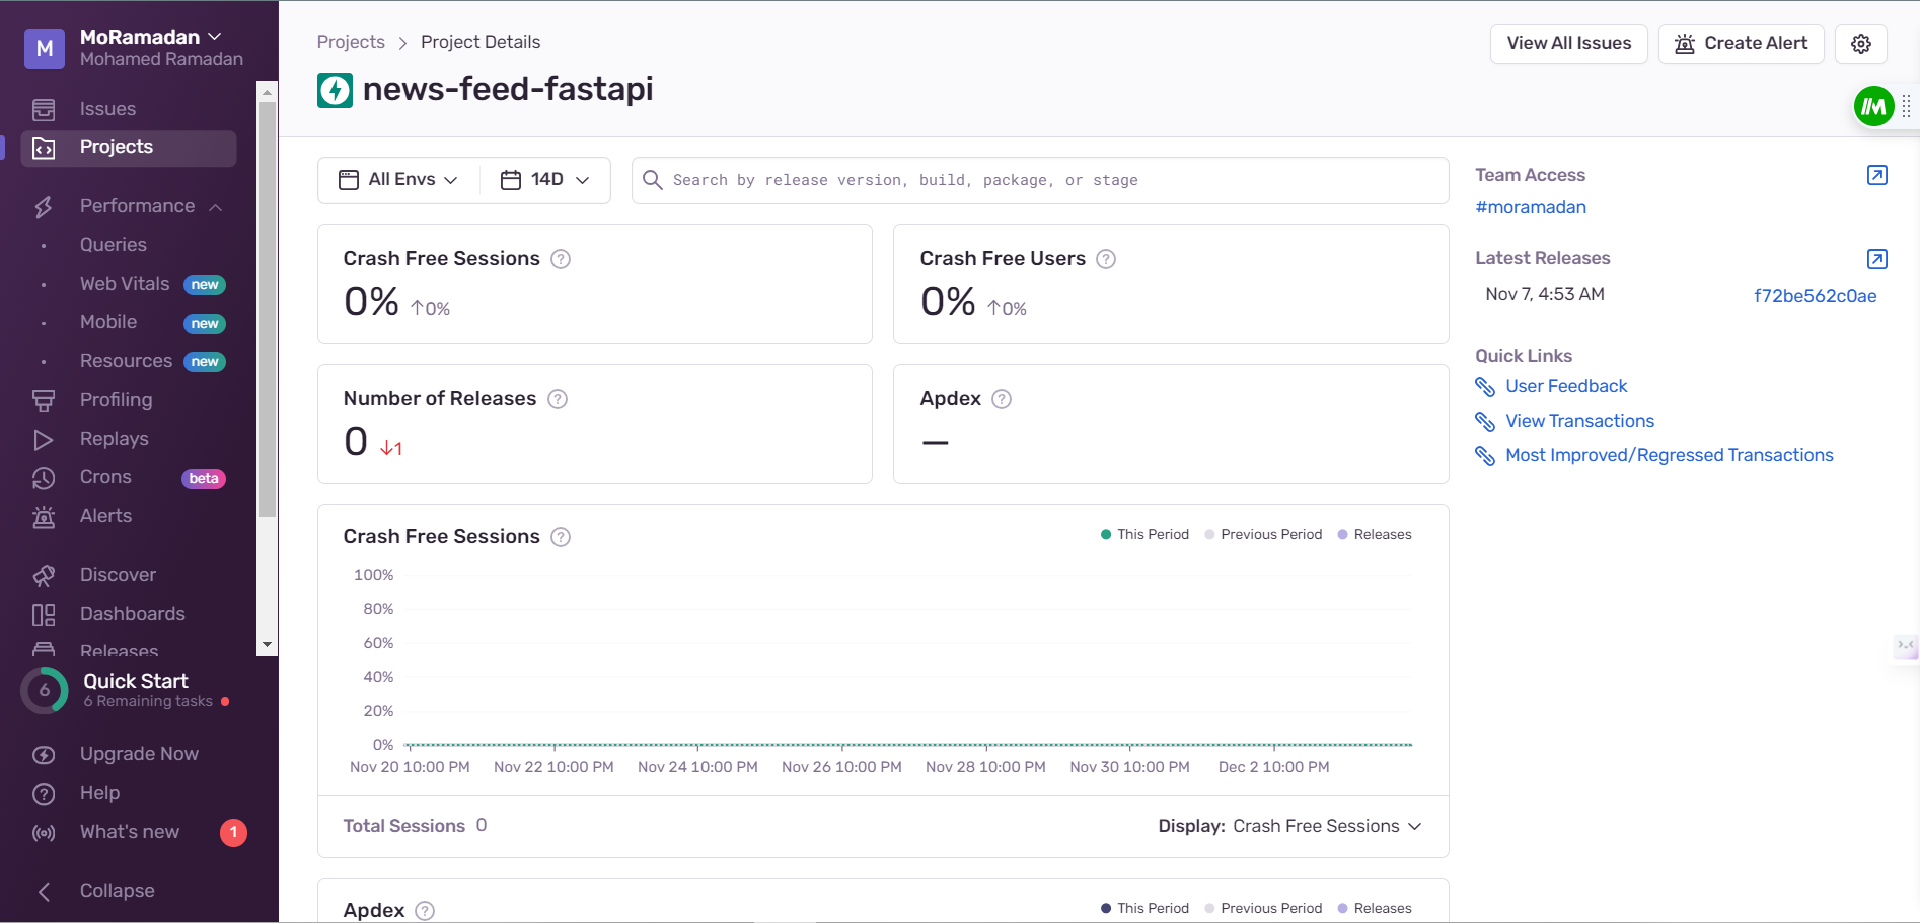 M
MoRamadan
Mohamed Ramadan
Issues
Projects
Performance
Queries
Web Vitals new
Mobile new
Resources new
Profiling
Replays
Crons beta
Alerts
Discover
Dashboards
Releases
6
Quick Start
6 Remaining tasks
Upgrade Now
Help
What's new 1
Collapse
Projects > Project Details
news-feed-fastapi
View All Issues
Create Alert
All Envs
14D
Search by release version, build, package, or stage
Crash Free Sessions ?
0% ↑0%
Crash Free Users ?
0% ↑0%
Number of Releases ?
0 ↓1
Apdex ?
—
Crash Free Sessions ?
This Period Previous Period Releases
100%
80%
60%
40%
20%
0%
Nov 20 10:00 PM Nov 22 10:00 PM Nov 24 10:00 PM Nov 26 10:00 PM Nov 28 10:00 PM Nov 30 10:00 PM Dec 2 10:00 PM
Total Sessions 0
Display: Crash Free Sessions
Apdex ?
This Period Previous Period Releases
Team Access
#moramadan
Latest Releases
Nov 7, 4:53 AM f72be562c0ae
Quick Links
User Feedback
View Transactions
Most Improved/Regressed Transactions